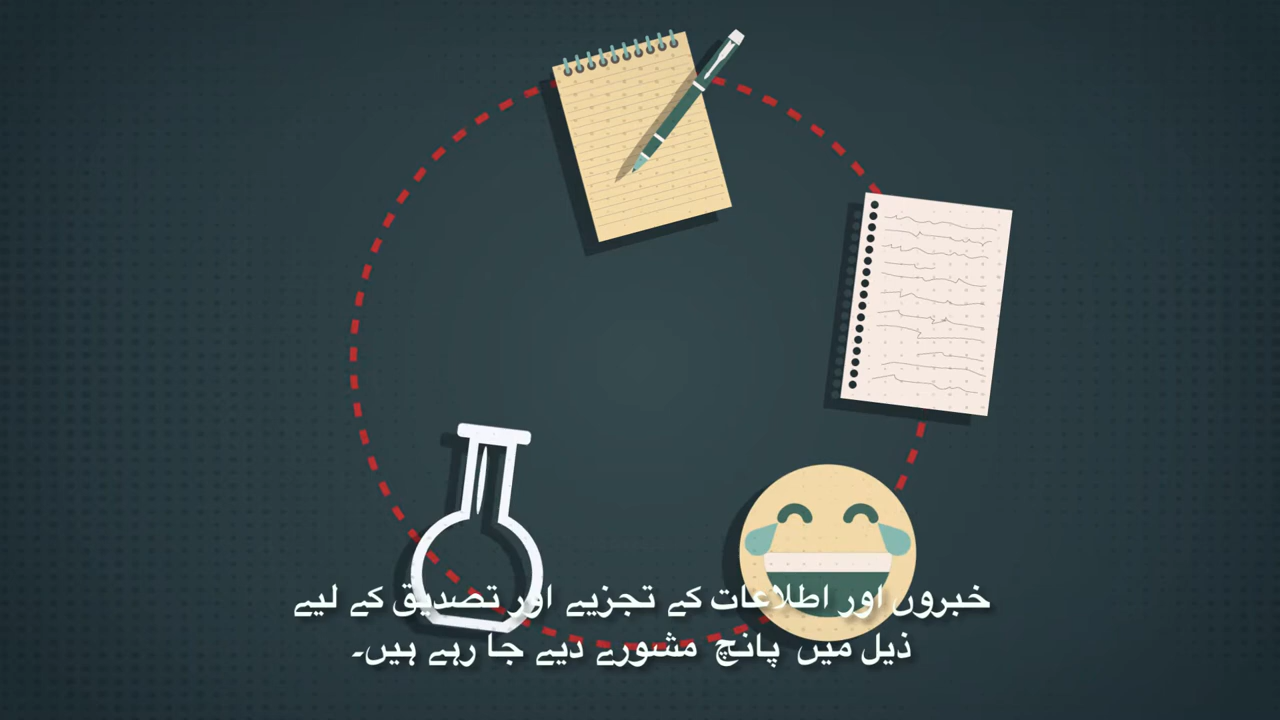 خبروں اور اطلاعات کے تجزیے اور تصدیق کے لیے
ذیل میں پانچ مشورے دیے جا رہے ہیں۔